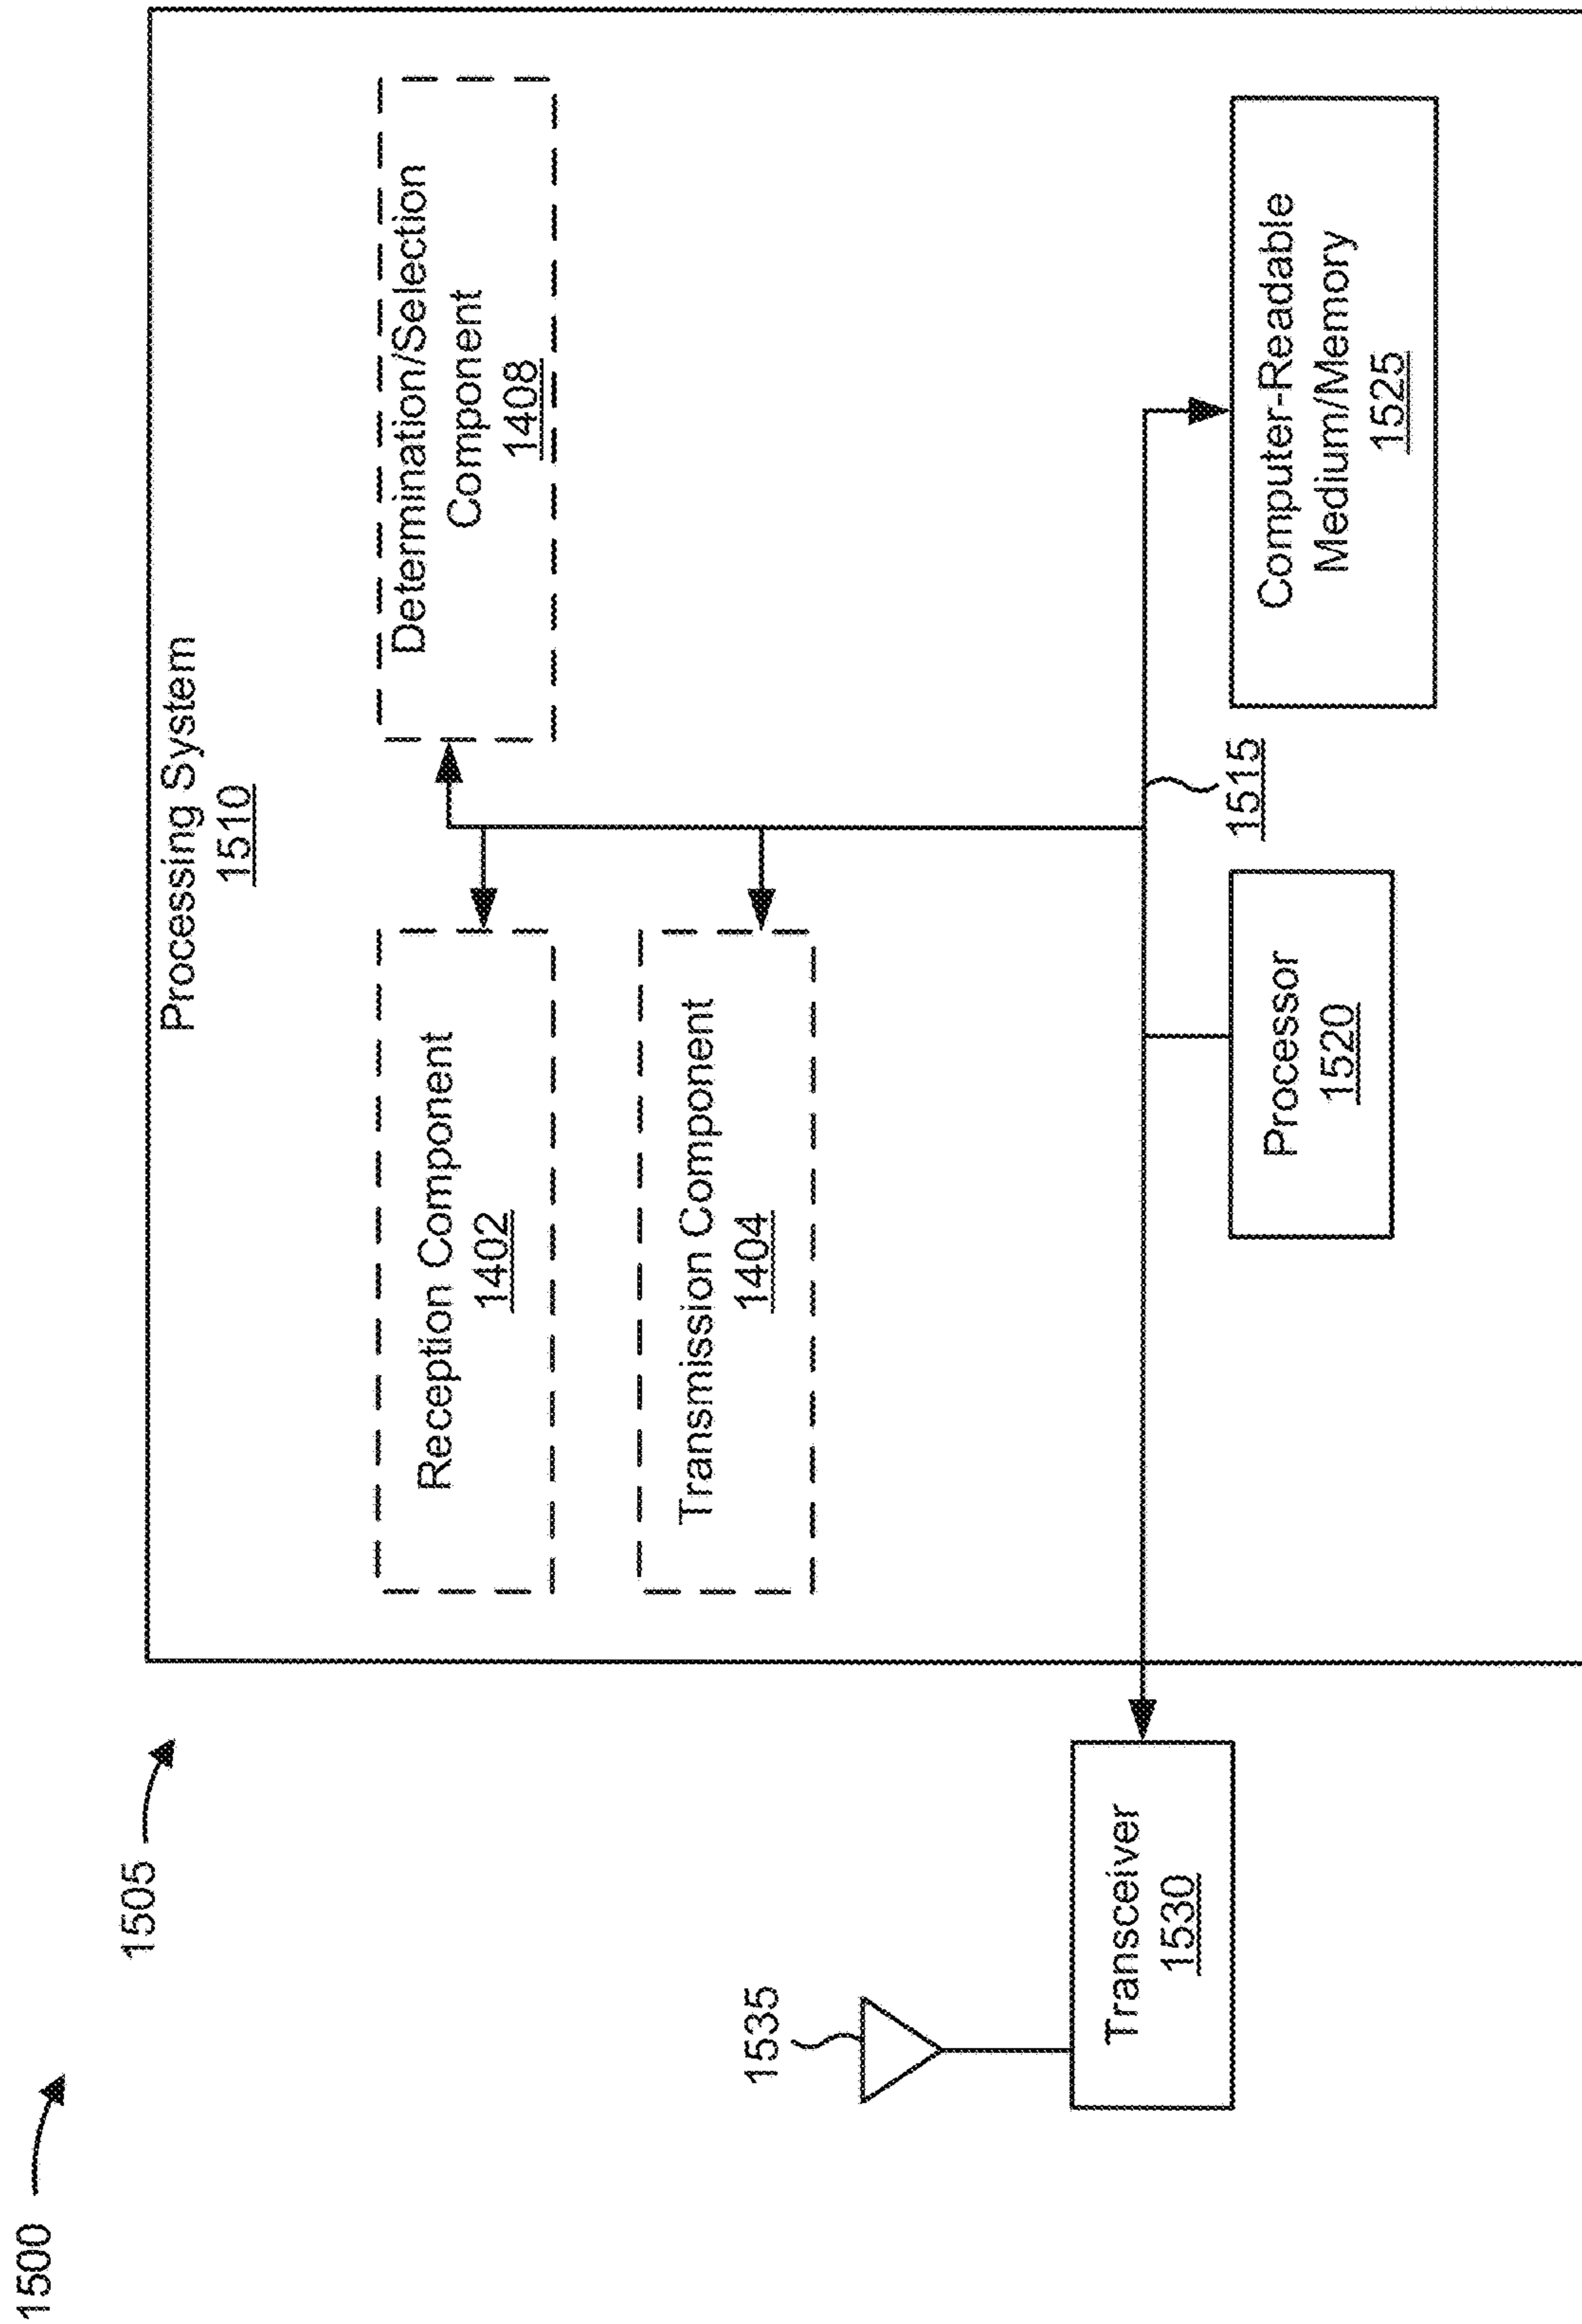 1500
1505
Processing System
1510
Reception Component
1402
Determination/Selection
Component
1408
Transmission Component
1404
1535
Transceiver
1530
Processor
1520
1515
Computer-Readable
Medium/Memory
1525